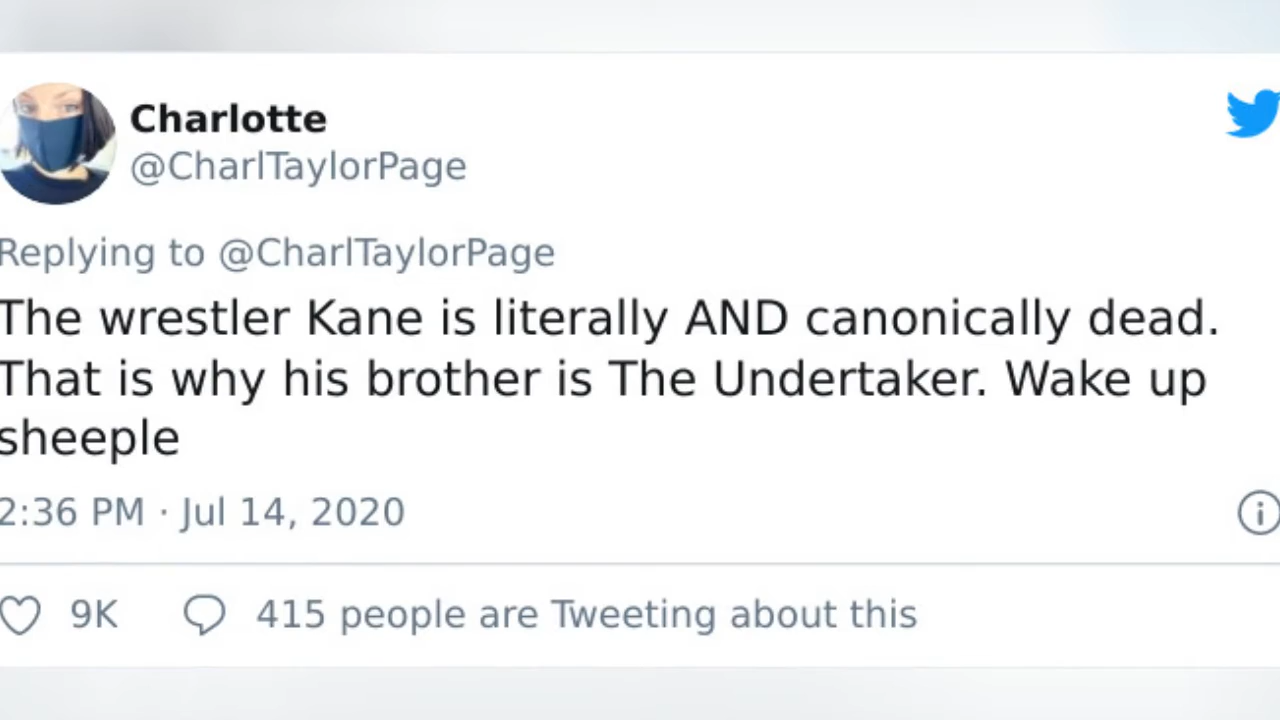 Charlotte
@CharlTaylorPage
Replying to @CharlTaylorPage
The wrestler Kane is literally AND canonically dead.
That is why his brother is The Undertaker. Wake up
sheeple
2:36 PM · Jul 14, 2020
9K 415 people are Tweeting about this